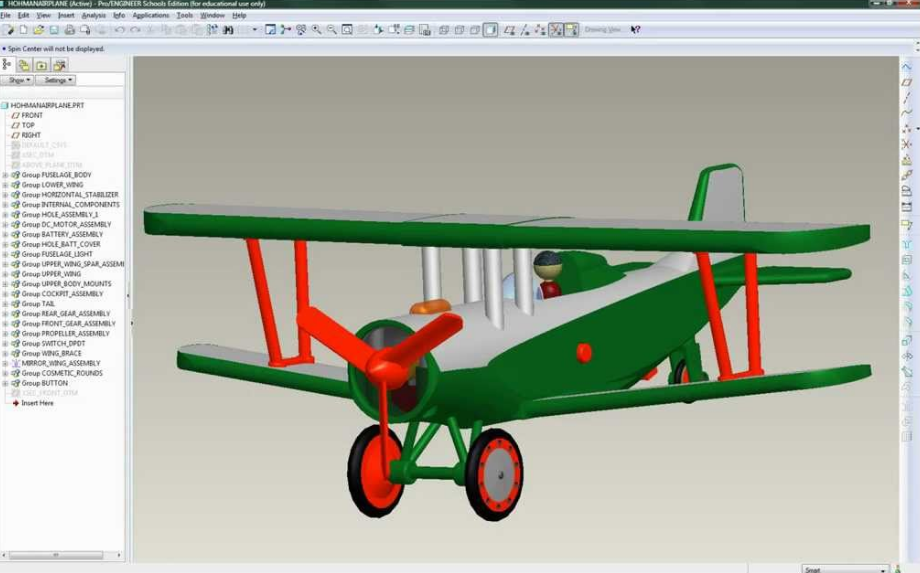 HOHMANAIRPLANE (Active) - Pro/ENGINEER Schools Edition (for educational use only)
File Edit View Insert Analysis Info Applications Tools Window Help
• Spin Center will not be displayed.
Show Settings
HOHMANAIRPLANE.PRT
FRONT
TOP
RIGHT
DEFAULT_CSYS
ABOVE_PLANE_DTM
Group FUSELAGE_BODY
Group LOWER_WING
Group HORIZONTAL_STABILIZER
Group INTERNAL_COMPONENTS
Group HOLE_ASSEMBLY_1
Group DC_MOTOR_ASSEMBLY
Group BATTERY_ASSEMBLY
Group HOLE_BATT_COVER
Group FUSELAGE_LIGHT
Group UPPER_WING_SPAR_ASSEM
Group UPPER_WING
Group UPPER_BODY_MOUNTS
Group COCKPIT_ASSEMBLY
Group TAIL
Group REAR_GEAR_ASSEMBLY
Group FRONT_GEAR_ASSEMBLY
Group PROPELLER_ASSEMBLY
Group SWITCH_DPDT
Group WING_BRACE
MIRROR_WING_ASSEMBLY
Group COSMETIC_ROUNDS
Group BUTTON
Insert Here
Smart